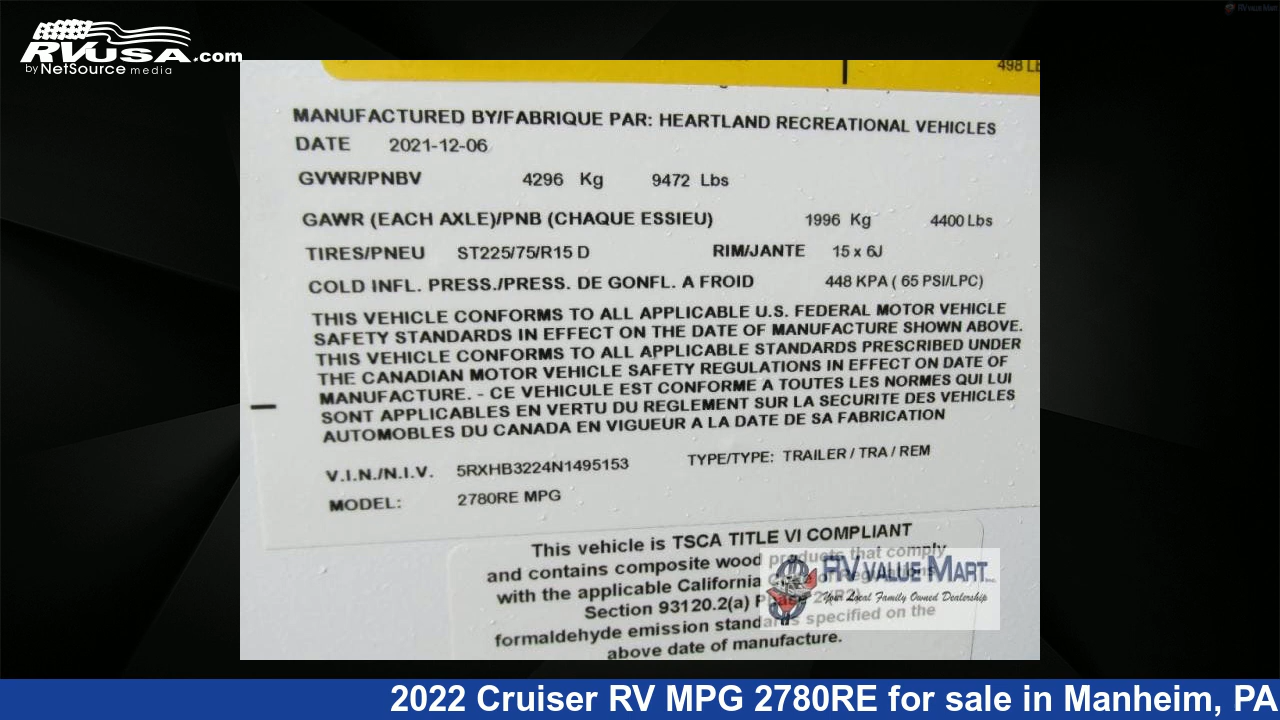 RV Value Mart
RVUSA.com
by NetSource media
498 LB
MANUFACTURED BY/FABRIQUE PAR: HEARTLAND RECREATIONAL VEHICLES
DATE 2021-12-06
GVWR/PNBV 4296 Kg 9472 Lbs
GAWR (EACH AXLE)/PNB (CHAQUE ESSIEU) 1996 Kg 4400 Lbs
TIRES/PNEU ST225/75/R15 D RIM/JANTE 15 x 6J
COLD INFL. PRESS./PRESS. DE GONFL. A FROID 448 KPA ( 65 PSI/LPC)
THIS VEHICLE CONFORMS TO ALL APPLICABLE U.S. FEDERAL MOTOR VEHICLE
SAFETY STANDARDS IN EFFECT ON THE DATE OF MANUFACTURE SHOWN ABOVE.
THIS VEHICLE CONFORMS TO ALL APPLICABLE STANDARDS PRESCRIBED UNDER
THE CANADIAN MOTOR VEHICLE SAFETY REGULATIONS IN EFFECT ON DATE OF
MANUFACTURE. - CE VEHICULE EST CONFORME A TOUTES LES NORMES QUI LUI
SONT APPLICABLES EN VERTU DU REGLEMENT SUR LA SECURITE DES VEHICLES
AUTOMOBLES DU CANADA EN VIGUEUR A LA DATE DE SA FABRICATION
V.I.N./N.I.V. 5RXHB3224N1495153 TYPE/TYPE: TRAILER / TRA / REM
MODEL: 2780RE MPG
This vehicle is TSCA TITLE VI COMPLIANT
and contains composite wood products that comply
with the applicable California
Section 93120.2(a)
formaldehyde emission standards specified on the
above date of manufacture.
RV VALUE MART INC.
Your Local Family Owned Dealership
2022 Cruiser RV MPG 2780RE for sale in Manheim, PA